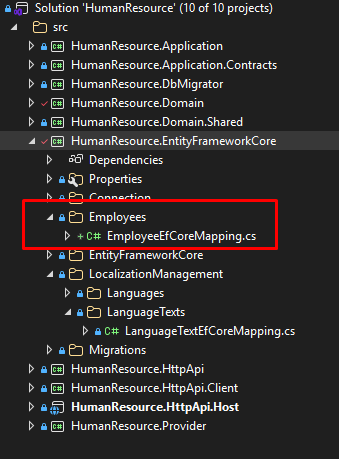 Solution 'HumanResource' (10 of 10 projects)
src
C# HumanResource.Application
C# HumanResource.Application.Contracts
C# HumanResource.DbMigrator
C# HumanResource.Domain
C# HumanResource.Domain.Shared
C# HumanResource.EntityFrameworkCore
Dependencies
Properties
Connection
Employees
+ C# EmployeeEfCoreMapping.cs
EntityFrameworkCore
LocalizationManagement
Languages
LanguageTexts
C# LanguageTextEfCoreMapping.cs
Migrations
C# HumanResource.HttpApi
C# HumanResource.HttpApi.Client
HumanResource.HttpApi.Host
C# HumanResource.Provider